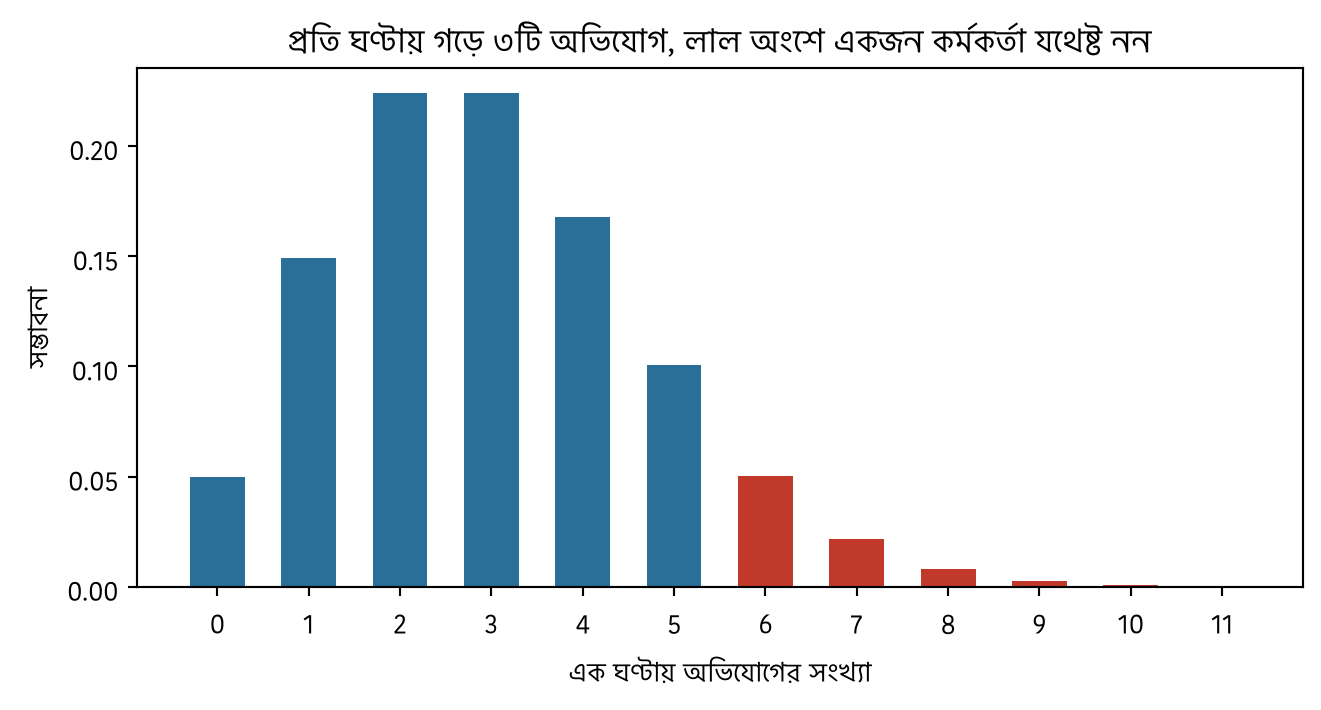 প্রতি ঘণ্টায় গড়ে ৩টি অভিযোগ, লাল অংশে একজন কর্মকর্তা যথেষ্ট নন
সম্ভাবনা
0.20
0.15
0.10
0.05
0.00
0 1 2 3 4 5 6 7 8 9 10 11
এক ঘণ্টায় অভিযোগের সংখ্যা